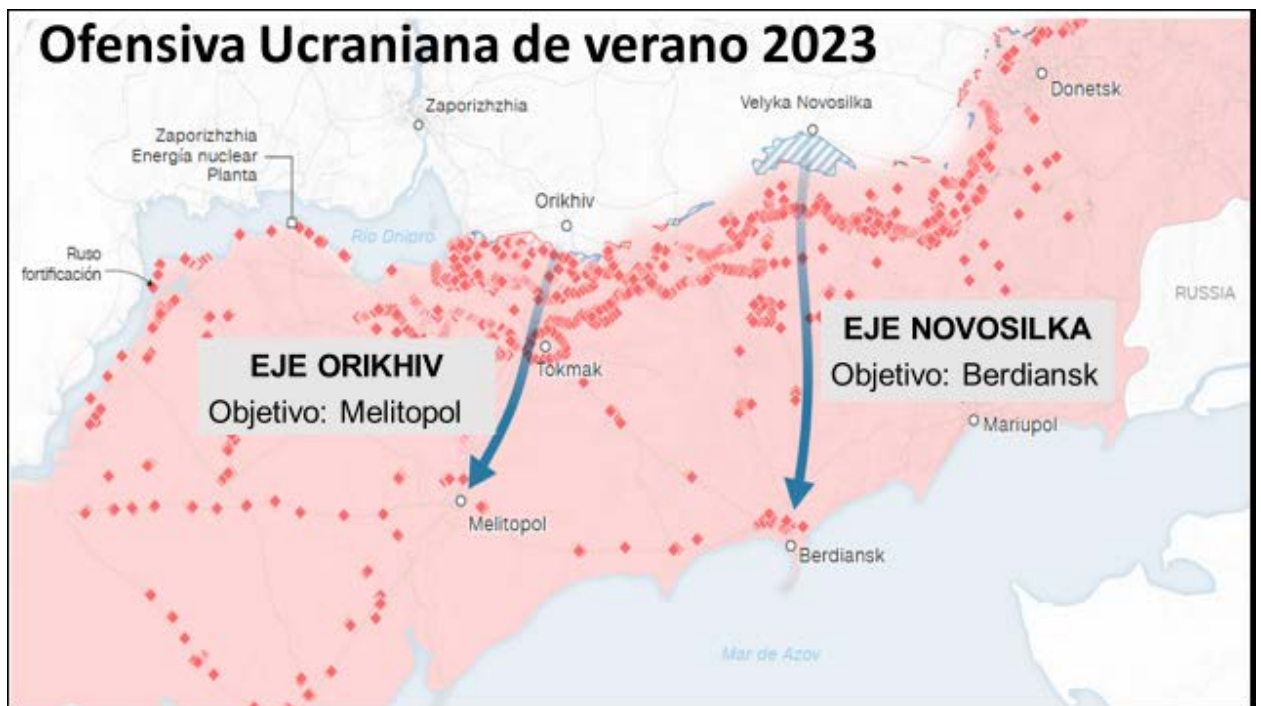 Ofensiva Ucraniana de verano 2023
Zaporizhzhia
Velyka Novosilka
Donetsk
Zaporizhzhia
Energía nuclear
Planta
Orikhiv
Río Dnipro
Ruso
fortificación
RUSSIA
EJE ORIKHIV
Objetivo: Melitopol
EJE NOVOSILKA
Objetivo: Berdiansk
Tokmak
Mariupol
Melitopol
Berdiansk
Mar de Azov